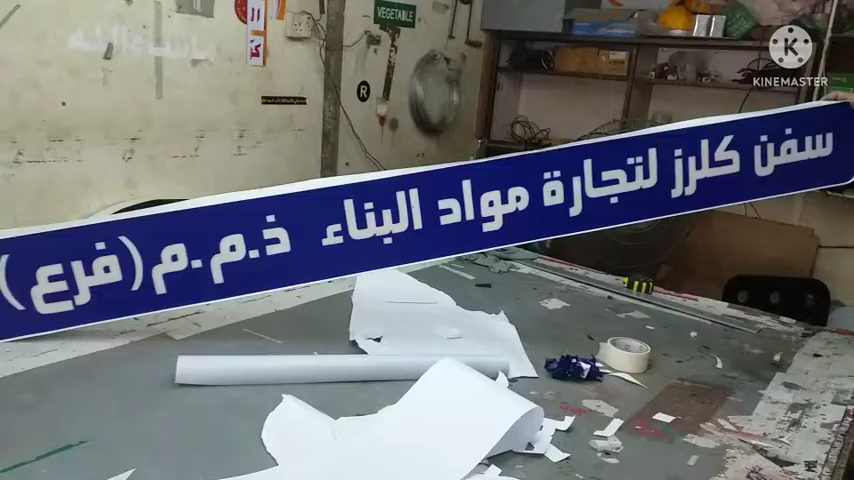 VEGETABLE
R
KINEMASTER
سفن كلرز لتجارة مواد البناء ذ.م.م (فرع)